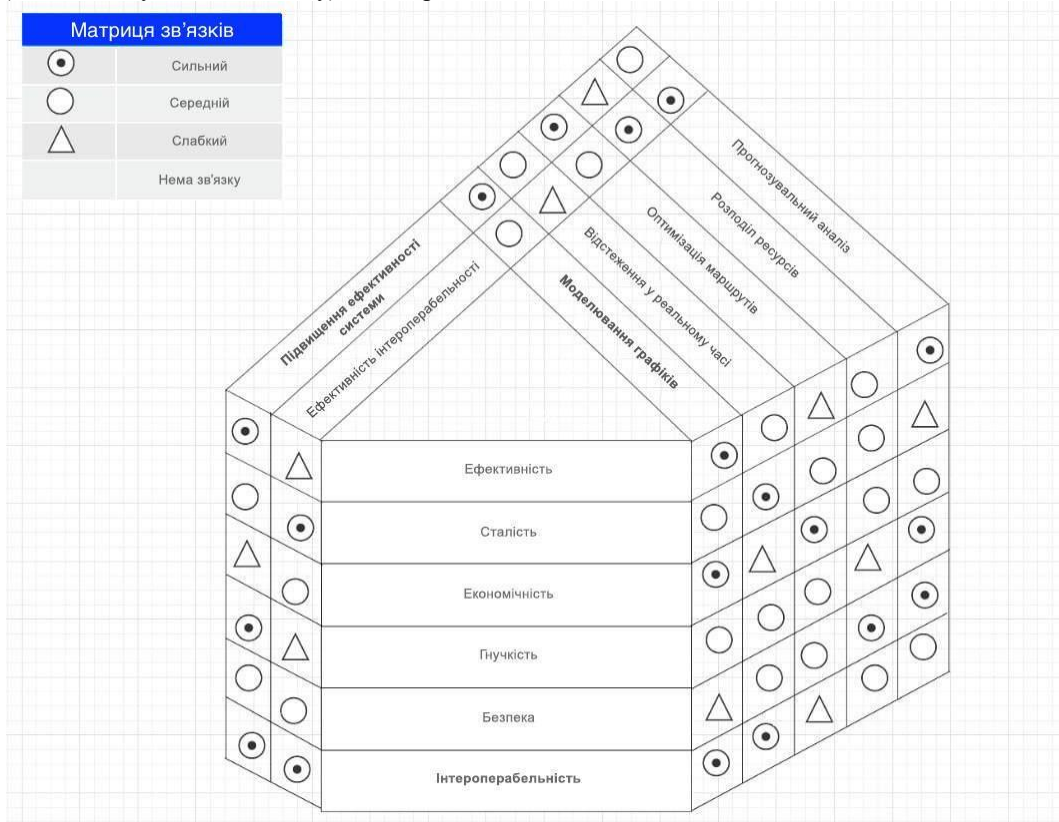 Матриця зв’язків
Сильний
Середній
Слабкий
Нема зв'язку
Прогнозувальний аналіз
Розподіл ресурсів
Оптимізація маршрутів
Відстеження у реальному часі
Моделювання графіків
Підвищення ефективності
системи
Ефективність інтероперабельності
Ефективність
Сталість
Економічність
Гнучкість
Безпека
Інтероперабельність